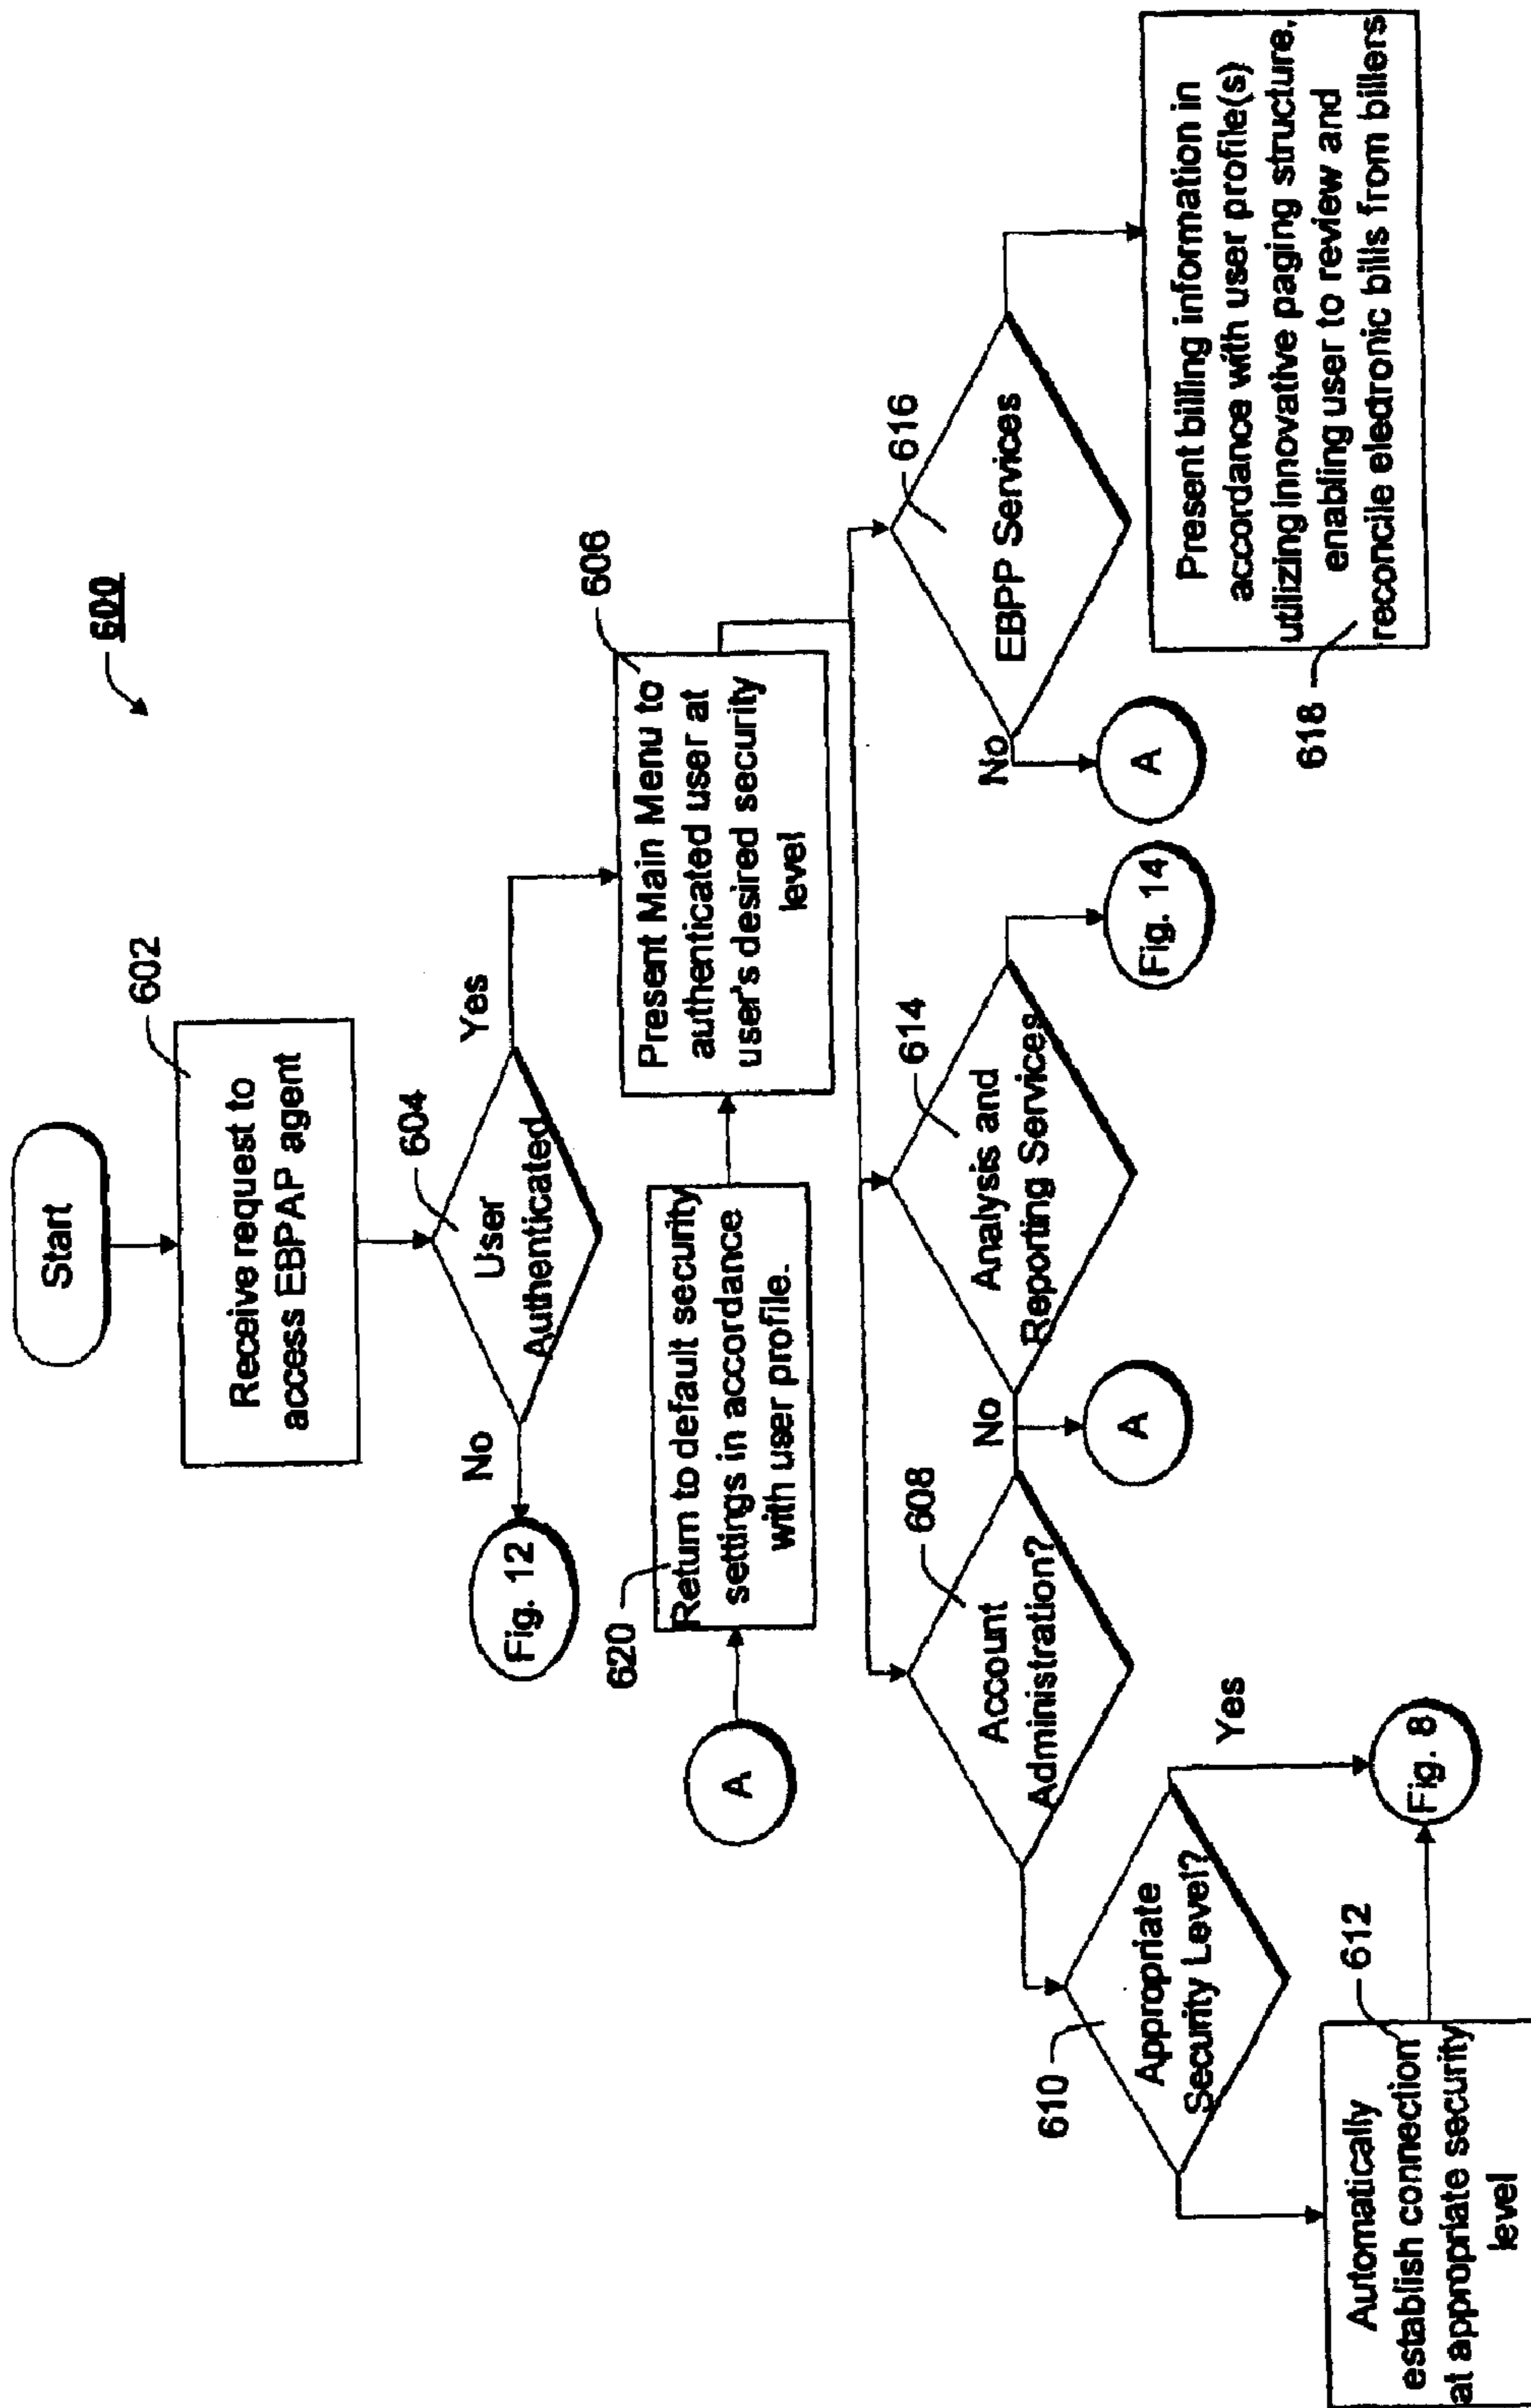 600
Start
602
Receive request to
access EBPAP agent
604
User
Authenticated
No
Yes
Fig. 12
606
Present Main Menu to
authenticated user at
user's desired security
level
620
Return to default security
settings in accordance
with user profile.
A
608
Account
Administration?
No
A
614
Analysis and
Reporting Services
Fig. 14
616
EBPP Services
No
A
610
Appropriate
Security Level?
Yes
Fig. 8
612
Automatically
establish connection
at appropriate security
level
618
Present billing information in
accordance with user profile(s)
utilizing innovative paging structure,
enabling user to review and
reconcile electronic bills from billers